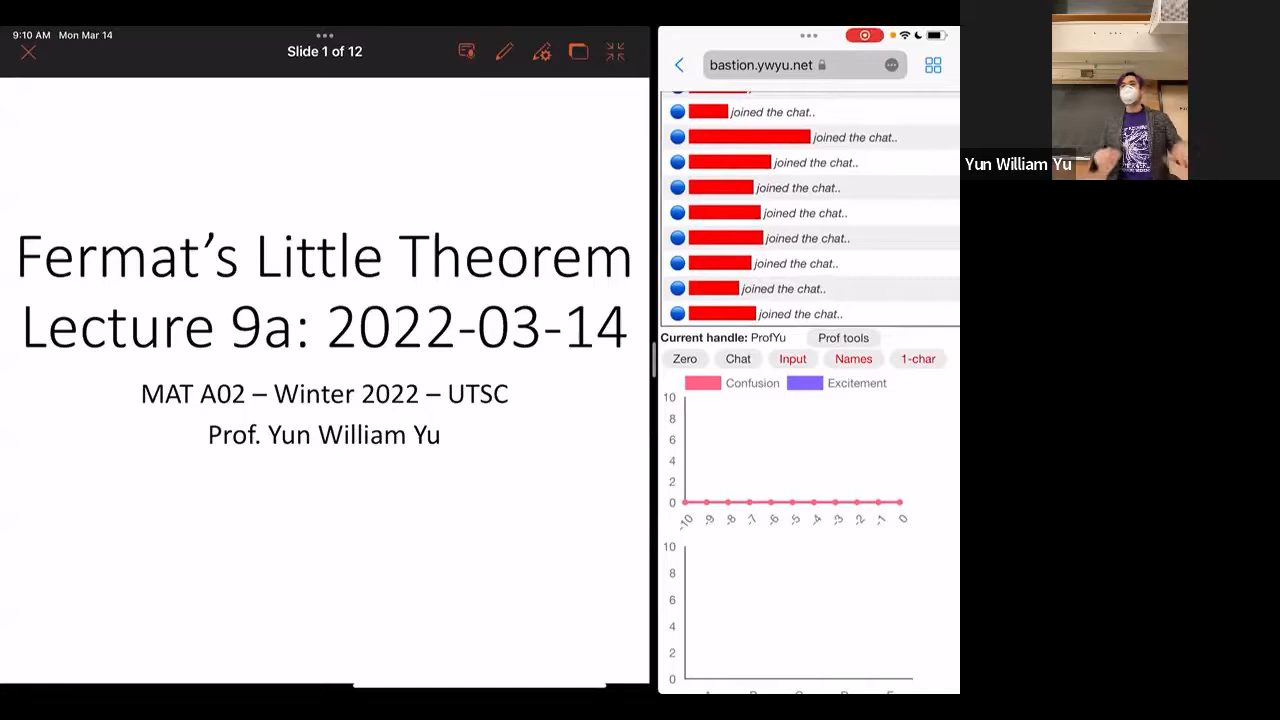 9:10 AM Mon Mar 14
Slide 1 of 12
Fermat's Little Theorem
Lecture 9a: 2022-03-14
MAT A02 – Winter 2022 – UTSC
Prof. Yun William Yu
bastion.ywyu.net
joined the chat..
joined the chat..
joined the chat..
joined the chat..
joined the chat..
joined the chat..
joined the chat..
joined the chat..
joined the chat..
Current handle: ProfYu Prof tools
Zero Chat Input Names 1-char
Confusion Excitement
10
8
6
4
2
0
-10 -9 -8 -7 -6 -5 -4 -3 -2 -1 0
10
8
6
4
2
0
Yun William Yu